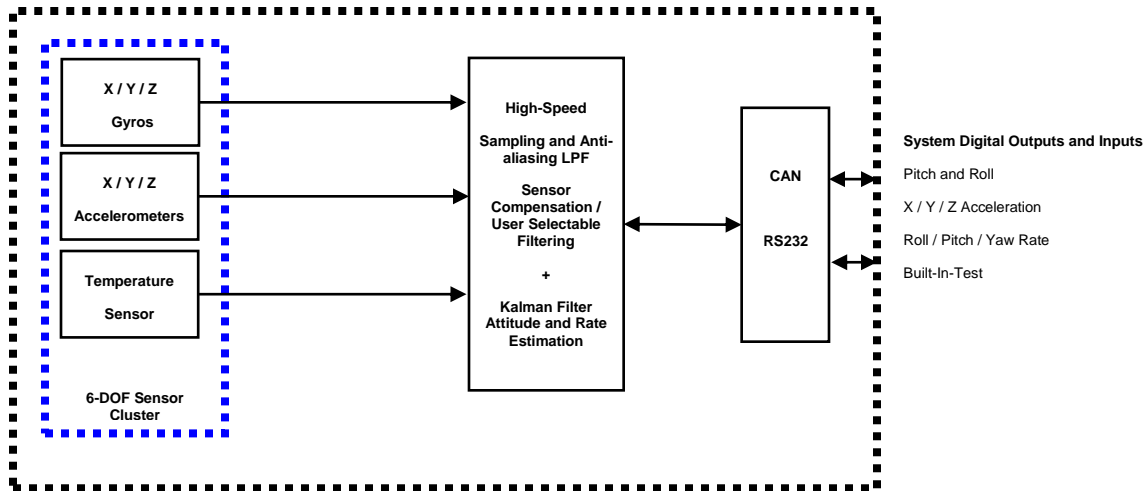 X / Y / Z
Gyros
X / Y / Z
Accelerometers
Temperature
Sensor
6-DOF Sensor
Cluster
High-Speed
Sampling and Anti-
aliasing LPF
Sensor
Compensation /
User Selectable
Filtering
+
Kalman Filter
Attitude and Rate
Estimation
CAN
RS232
System Digital Outputs and Inputs
Pitch and Roll
X / Y / Z Acceleration
Roll / Pitch / Yaw Rate
Built-In-Test